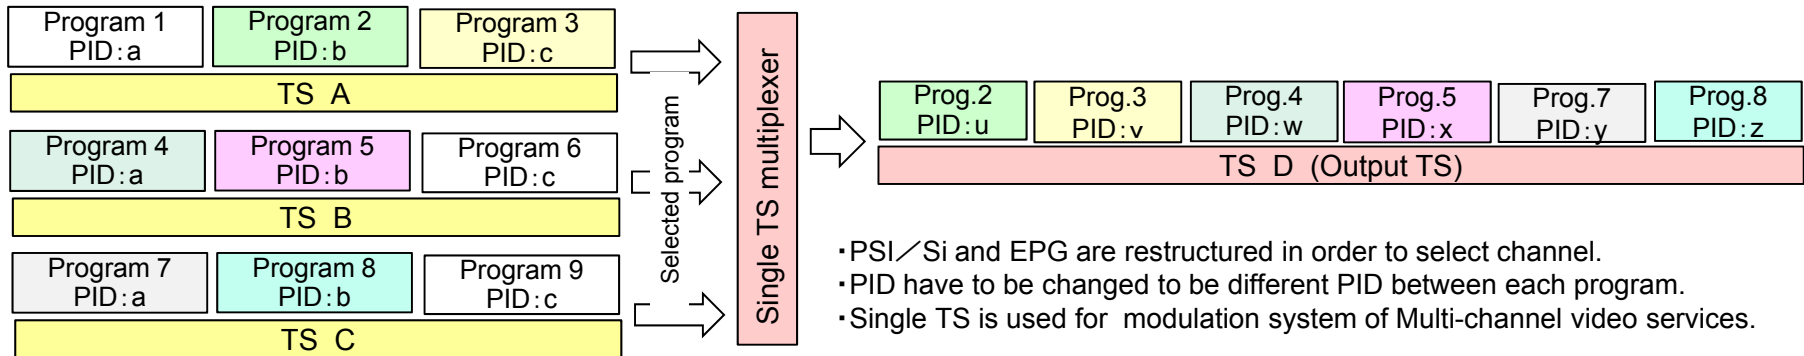 Program 1
PID:a
Program 2
PID:b
Program 3
PID:c
TS A
Program 4
PID:a
Program 5
PID:b
Program 6
PID:c
TS B
Program 7
PID:a
Program 8
PID:b
Program 9
PID:c
TS C
Selected program
Single TS multiplexer
Prog.2
PID:u
Prog.3
PID:v
Prog.4
PID:w
Prog.5
PID:x
Prog.7
PID:y
Prog.8
PID:z
TS D (Output TS)
・PSI／Si and EPG are restructured in order to select channel.
・PID have to be changed to be different PID between each program.
・Single TS is used for modulation system of Multi-channel video services.